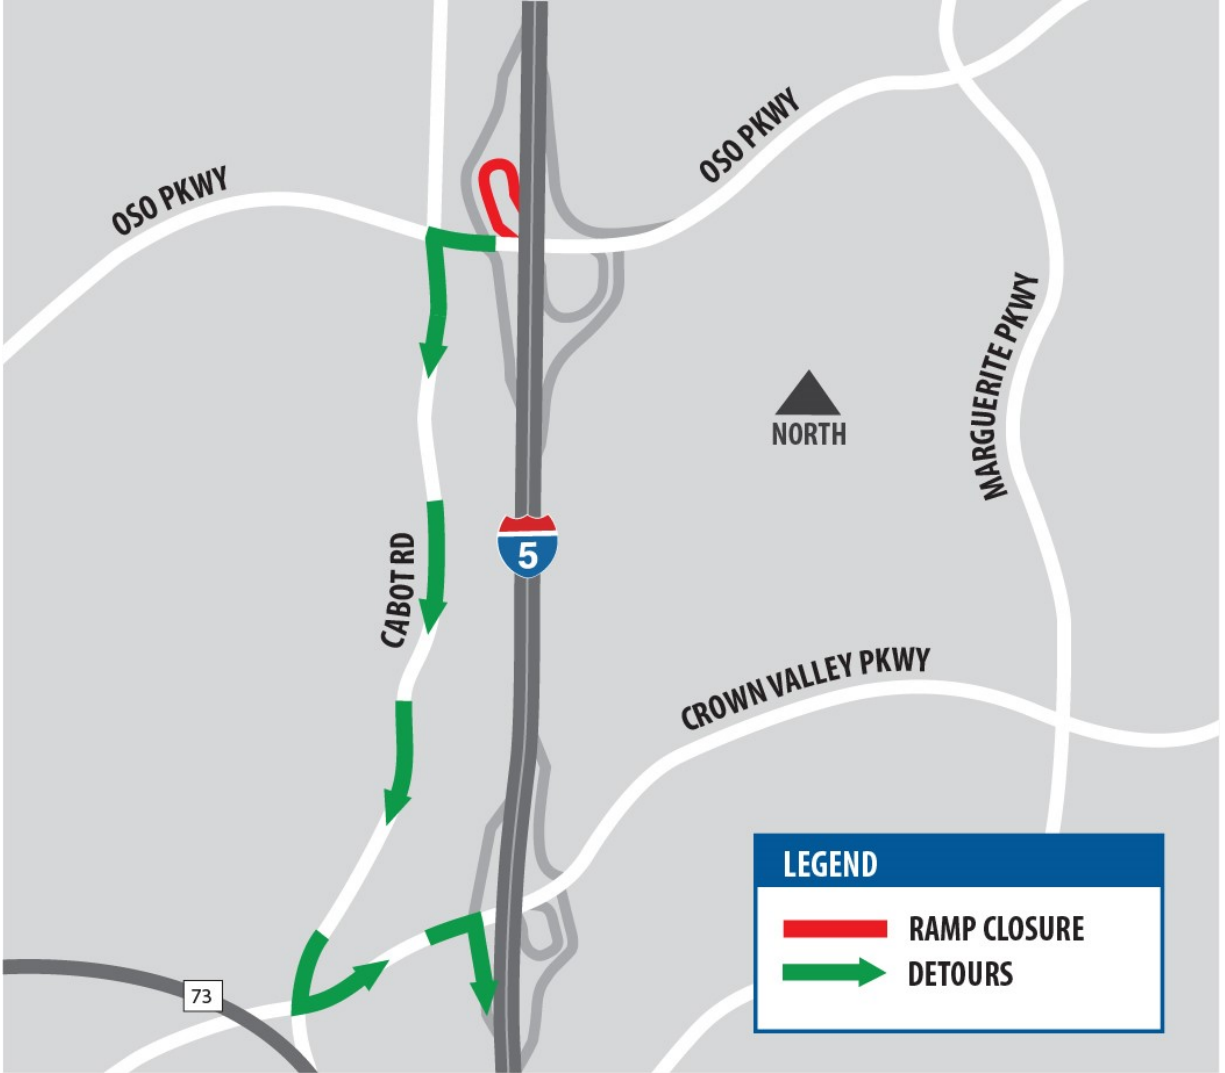 OSO PKWY
OSO PKWY
MARGUERITE PKWY
NORTH
5
CABOT RD
CROWN VALLEY PKWY
73
LEGEND
RAMP CLOSURE
DETOURS